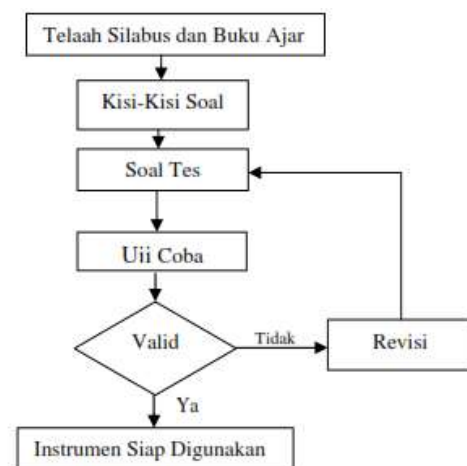 Telaah Silabus dan Buku Ajar
Kisi-Kisi Soal
Soal Tes
Uii Coba
Valid
Tidak
Revisi
Ya
Instrumen Siap Digunakan